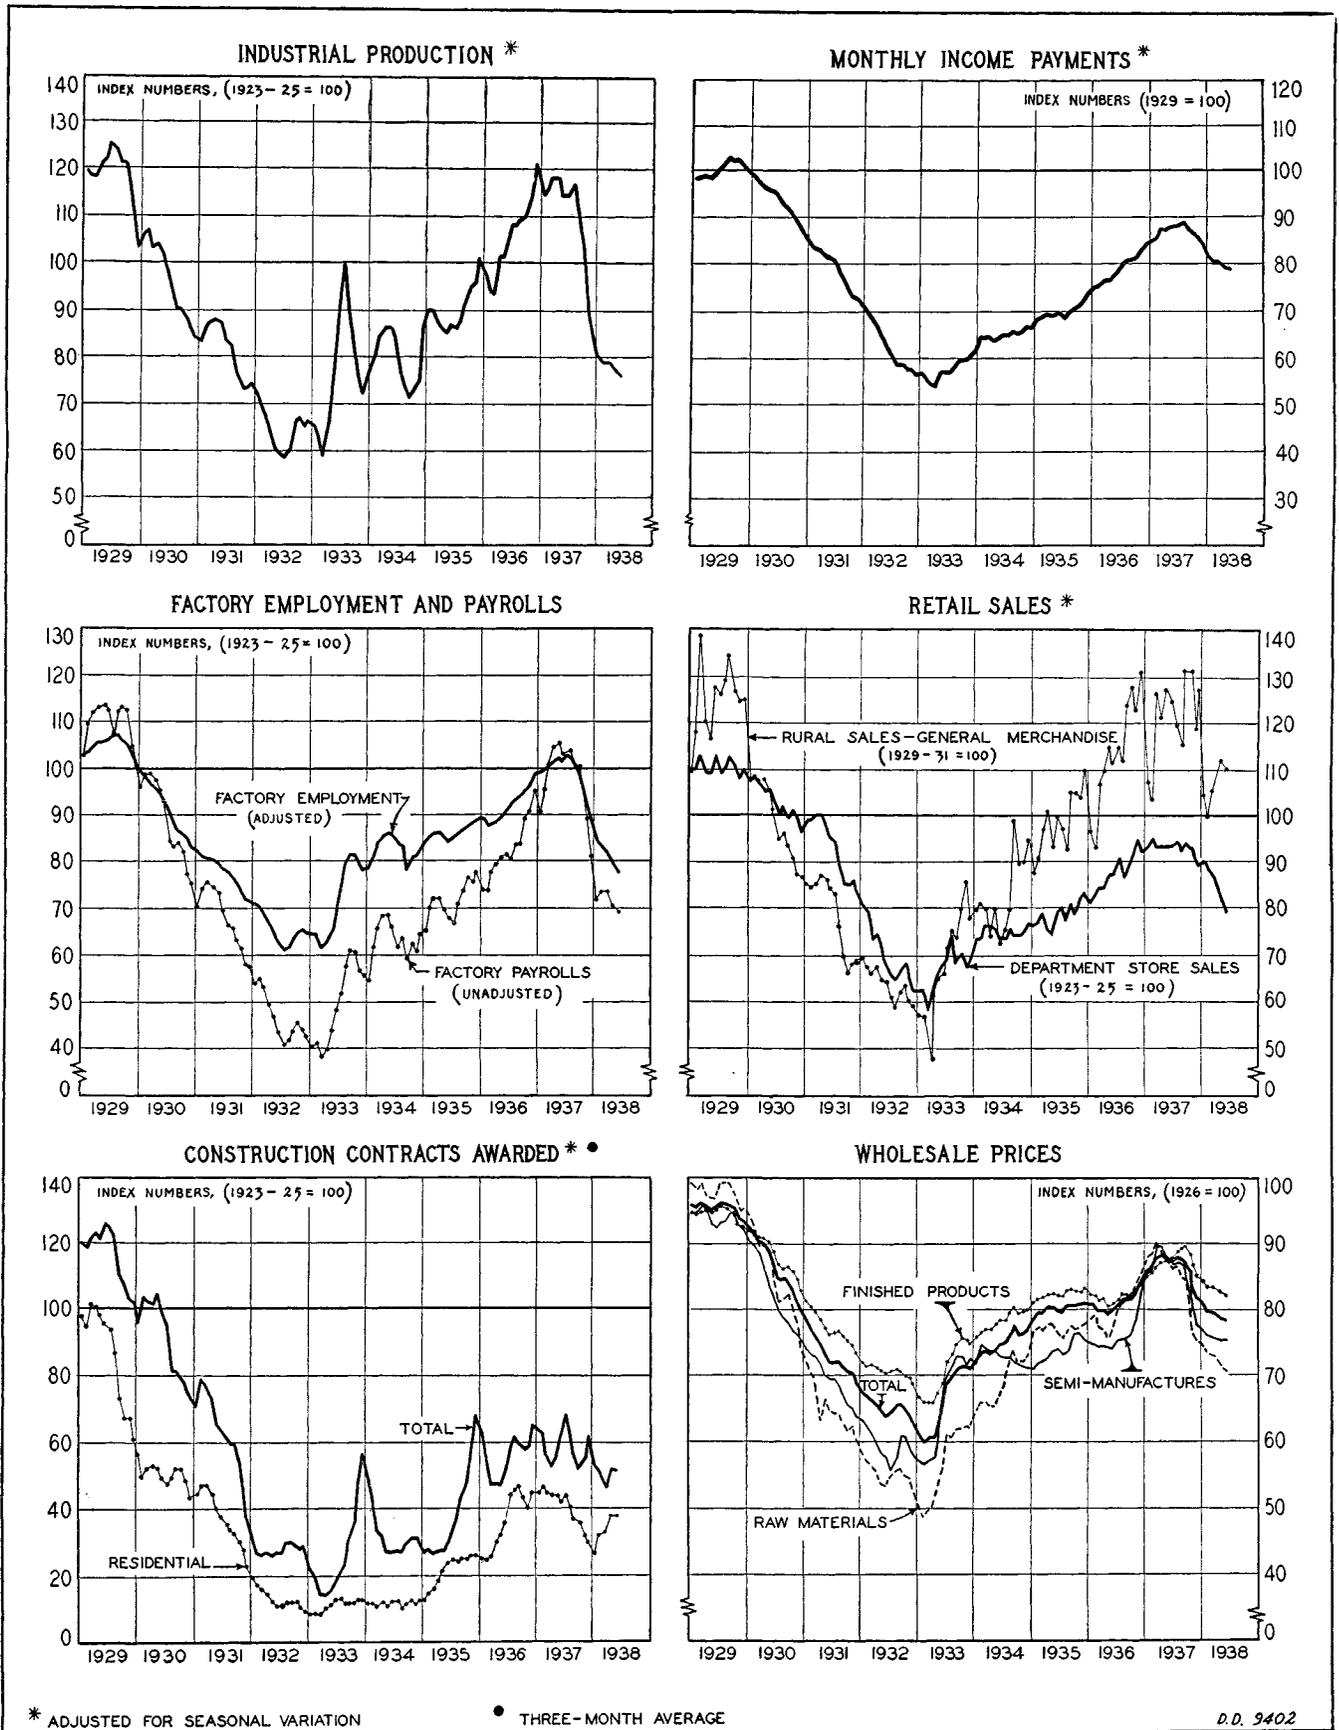 INDUSTRIAL PRODUCTION *
INDEX NUMBERS, (1923-25 = 100)
140
130
120
110
100
90
80
70
60
50
0
1929 1930 1931 1932 1933 1934 1935 1936 1937 1938
MONTHLY INCOME PAYMENTS *
INDEX NUMBERS (1929 = 100)
120
110
100
90
80
70
60
50
40
30
1929 1930 1931 1932 1933 1934 1935 1936 1937 1938
FACTORY EMPLOYMENT AND PAYROLLS
INDEX NUMBERS, (1923-25 = 100)
130
120
110
100
90
80
70
60
50
40
0
FACTORY EMPLOYMENT
(ADJUSTED)
FACTORY PAYROLLS
(UNADJUSTED)
1929 1930 1931 1932 1933 1934 1935 1936 1937 1938
RETAIL SALES *
140
130
120
110
100
90
80
70
60
50
0
RURAL SALES-GENERAL MERCHANDISE
(1929-31 = 100)
DEPARTMENT STORE SALES
(1923-25 = 100)
1929 1930 1931 1932 1933 1934 1935 1936 1937 1938
CONSTRUCTION CONTRACTS AWARDED * ●
INDEX NUMBERS, (1923-25 = 100)
140
120
100
80
60
40
20
0
TOTAL
RESIDENTIAL
1929 1930 1931 1932 1933 1934 1935 1936 1937 1938
WHOLESALE PRICES
INDEX NUMBERS, (1926 = 100)
100
90
80
70
60
50
40
0
FINISHED PRODUCTS
TOTAL
SEMI-MANUFACTURES
RAW MATERIALS
1929 1930 1931 1932 1933 1934 1935 1936 1937 1938
* ADJUSTED FOR SEASONAL VARIATION
● THREE-MONTH AVERAGE
D.D. 9402